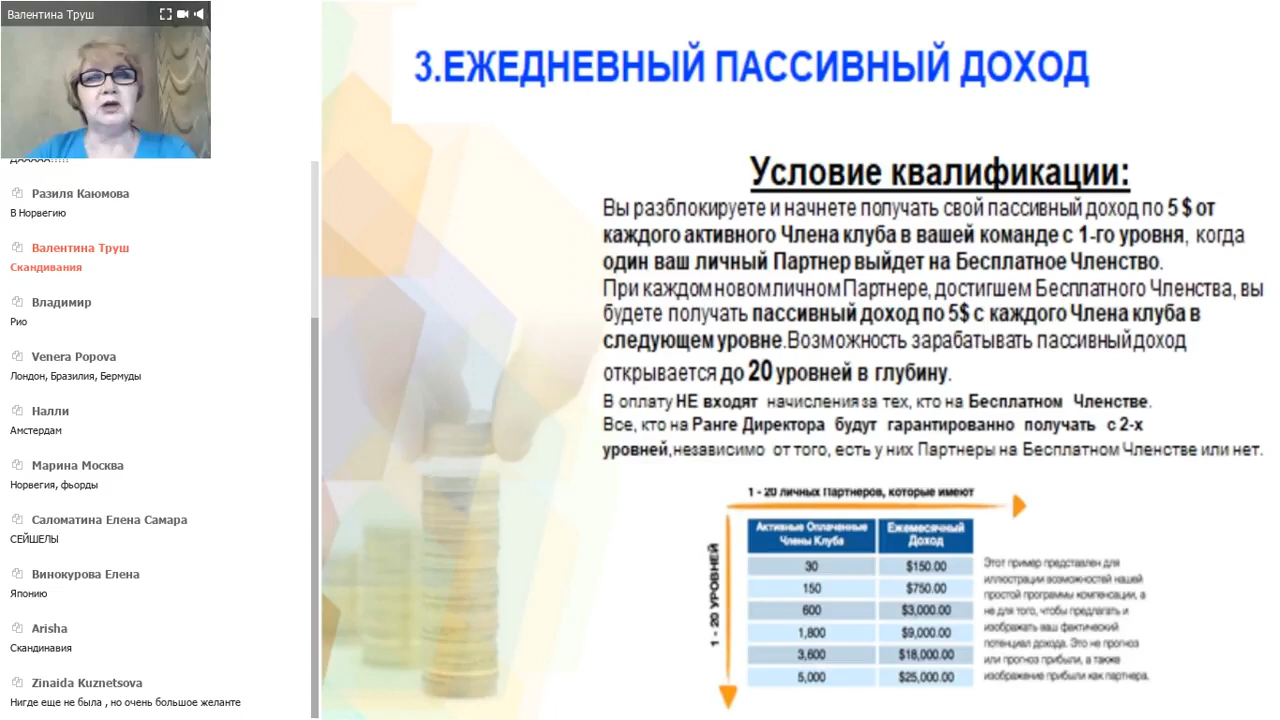 Валентина Труш
Разиля Каюмова
В Норвегию
Валентина Труш
Скандивания
Владимир
Рио
Venera Popova
Лондон, Бразилия, Бермуды
Налли
Амстердам
Марина Москва
Норвегия, фьорды
Саломатина Елена Самара
СЕЙШЕЛЫ
Винокурова Елена
Японию
Arisha
Скандинавия
Zinaida Kuznetsova
Нигде еще не была , но очень большое желанте
3.ЕЖЕДНЕВНЫЙ ПАССИВНЫЙ ДОХОД
Условие квалификации:
Вы разблокируете и начнете получать свой пассивный доход по 5 $ от
каждого активного Члена клуба в вашей команде с 1-го уровня, когда
один ваш личный Партнер выйдет на Бесплатное Членство.
При каждом новом личном Партнере, достигшем Бесплатного Членства, вы
будете получать пассивный доход по 5$ с каждого Члена клуба в
следующем уровне.Возможность зарабатывать пассивный доход
открывается до 20 уровней в глубину.
В оплату НЕ ВХОДЯТ начисления за тех, кто на Бесплатном Членстве.
Все, кто на Ранге Директора будут гарантированно получать с 2-х
уровней,независимо от того, есть у них Партнеры на Бесплатном Членстве или нет.
1 - 20 личных Партнеров, которые имеют
1 - 20 УРОВНЕЙ
Активные Оплаченные Члены Клуба
Ежемесячный Доход
30 $150.00
150 $750.00
600 $3,000.00
1,800 $9,000.00
3,600 $18,000.00
5,000 $25,000.00
Этот пример представлен для
иллюстрации возможностей нашей
простой программы компенсации, а
не для того, чтобы предлагать и
изображать ваш фактический
потенциал дохода. Это не прогноз
или прогноз прибыли, а также
изображение прибыли как партнера.